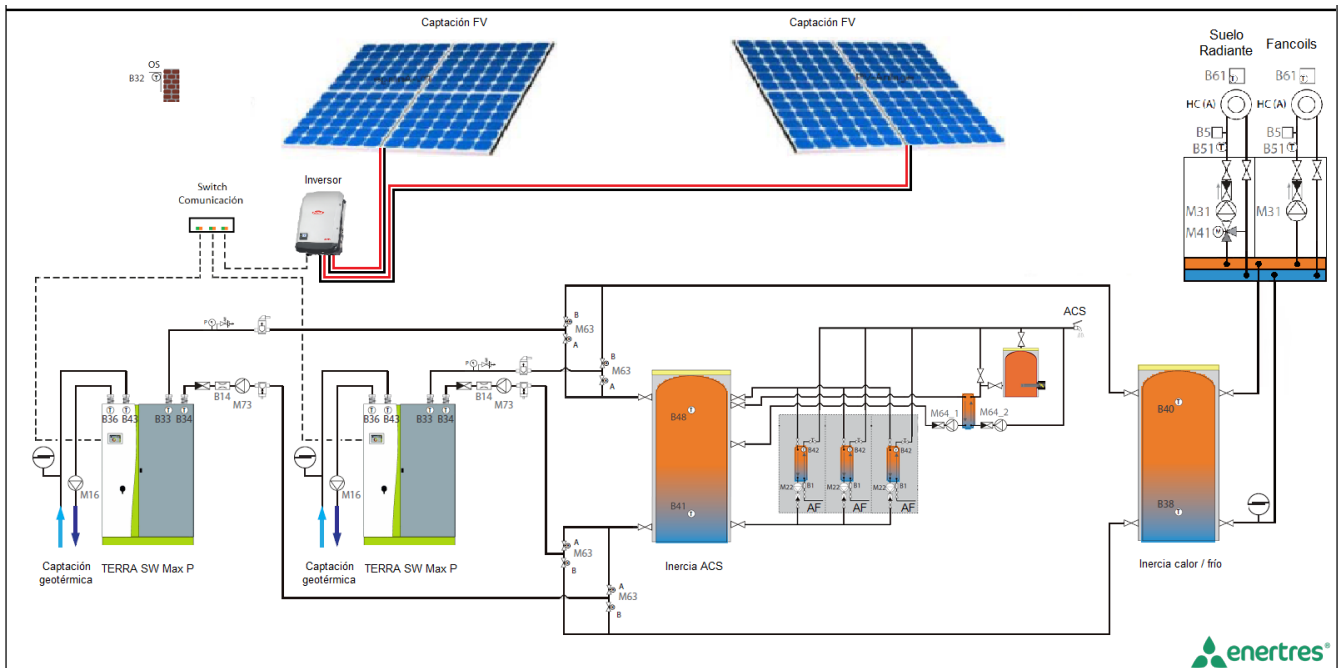 Captación FV
Captación FV
Suelo
Radiante
Fancoils
OS
B32
T
B61
T
B61
T
HC (A)
HC (A)
B5
B51
T
B5
B51
T
Switch
Comunicación
Inversor
M31
M31
M41
M
B
M63
A
B
M63
A
P
P
ACS
B14
M73
B14
M73
B36
B43
B33
B34
B36
B43
B33
B34
B48
T
M64_1
M64_2
B40
T
B42
B42
B42
M22
B1
M22
B1
M22
B1
AF
AF
AF
M16
M16
B41
T
B38
T
A
M63
B
A
M63
B
Captación
geotérmica
TERRA SW Max P
Captación
geotérmica
TERRA SW Max P
Inercia ACS
Inercia calor / frío
enertres®